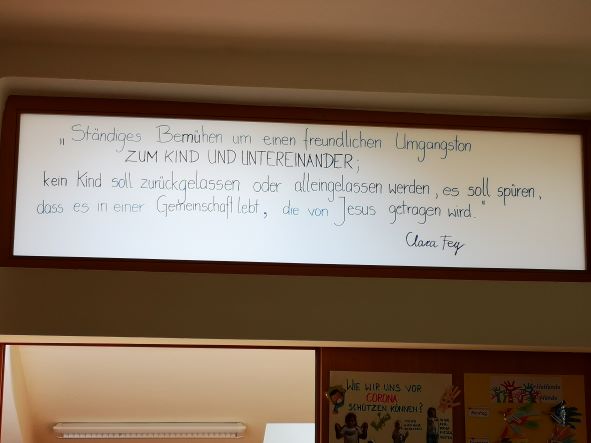 „Ständiges Bemühen um einen freundlichen Umgangston
ZUM KIND UND UNTEREINANDER;
kein Kind soll zurückgelassen oder alleingelassen werden, es soll spüren,
dass es in einer Gemeinschaft lebt, die von Jesus getragen wird."
Clara Fey
WIE WIR UNS VOR
CORONA
SCHÜTZEN KÖNNEN?